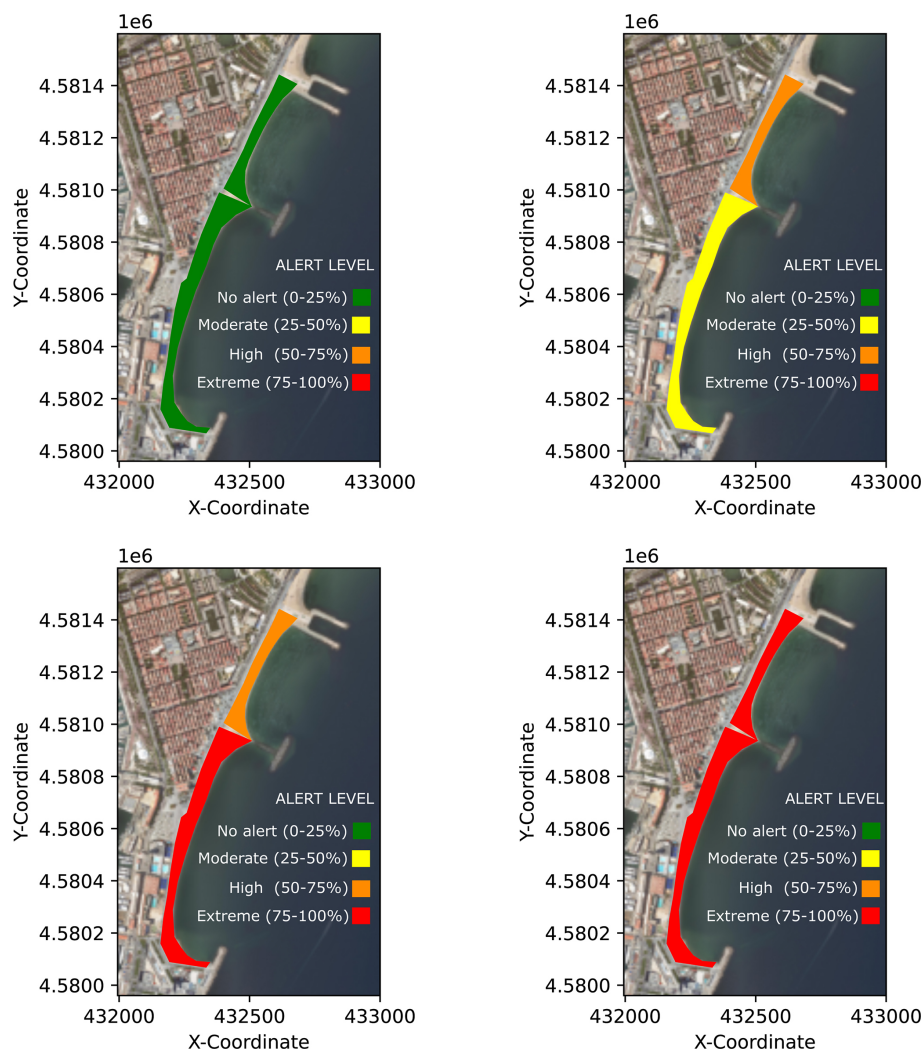 1e6
4.5814
4.5812
4.5810
4.5808
4.5806
4.5804
4.5802
4.5800
432000 432500 433000
X-Coordinate
Y-Coordinate
ALERT LEVEL
No alert (0-25%)
Moderate (25-50%)
High (50-75%)
Extreme (75-100%)
1e6
4.5814
4.5812
4.5810
4.5808
4.5806
4.5804
4.5802
4.5800
432000 432500 433000
X-Coordinate
Y-Coordinate
ALERT LEVEL
No alert (0-25%)
Moderate (25-50%)
High (50-75%)
Extreme (75-100%)
1e6
4.5814
4.5812
4.5810
4.5808
4.5806
4.5804
4.5802
4.5800
432000 432500 433000
X-Coordinate
Y-Coordinate
ALERT LEVEL
No alert (0-25%)
Moderate (25-50%)
High (50-75%)
Extreme (75-100%)
1e6
4.5814
4.5812
4.5810
4.5808
4.5806
4.5804
4.5802
4.5800
432000 432500 433000
X-Coordinate
Y-Coordinate
ALERT LEVEL
No alert (0-25%)
Moderate (25-50%)
High (50-75%)
Extreme (75-100%)